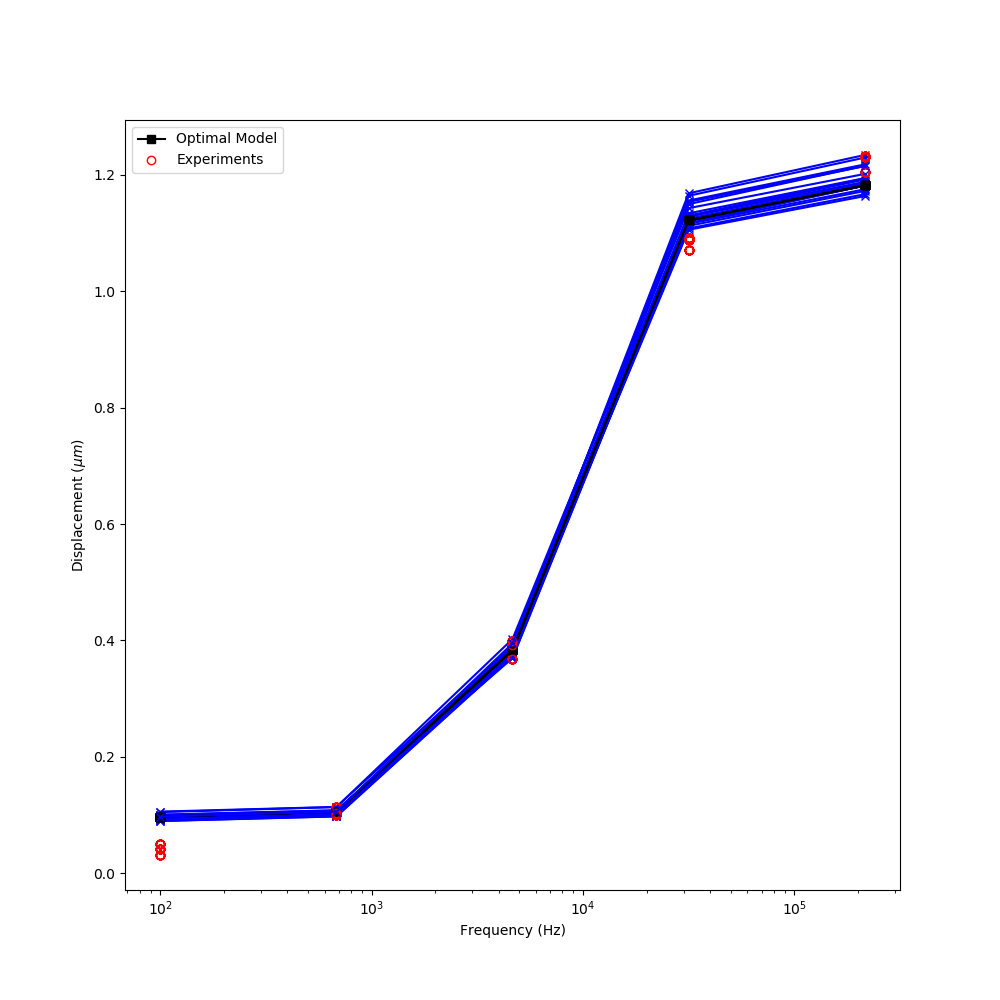 Optimal Model
Experiments
1.2
1.0
0.8
0.6
0.4
0.2
0.0
Displacement (μm)
10²
10³
10⁴
10⁵
Frequency (Hz)